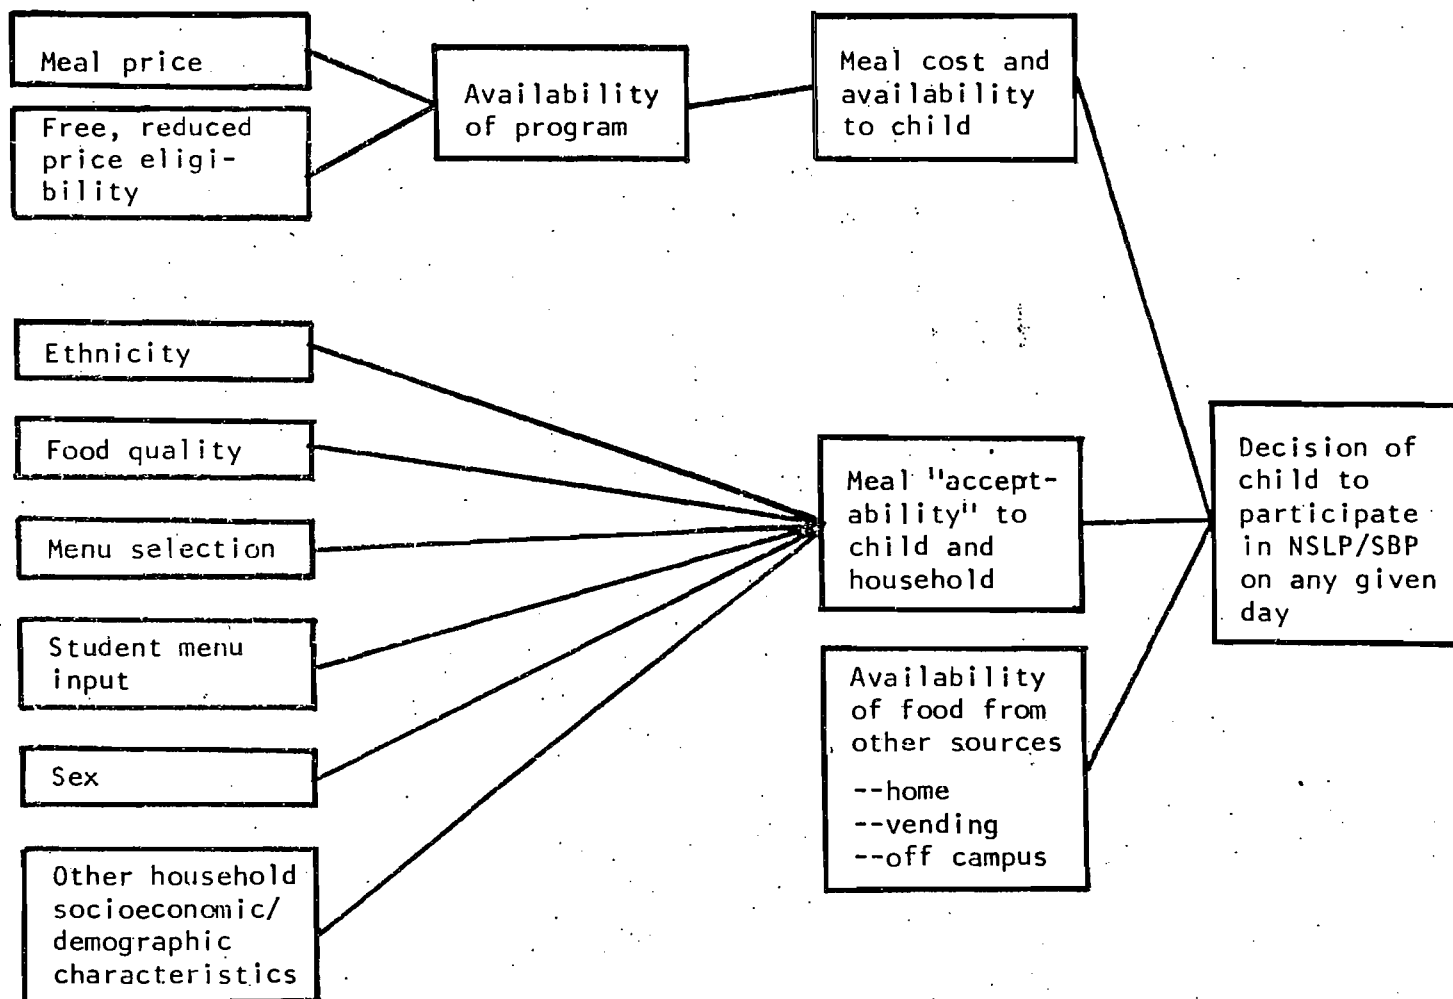 Meal price
Free, reduced
price eligi-
bility
Availability
of program
Meal cost and
availability
to child
Ethnicity
Food quality
Menu selection
Student menu
input
Sex
Other household
socioeconomic/
demographic
characteristics
Meal "accept-
ability" to
child and
household
Availability
of food from
other sources
--home
--vending
--off campus
Decision of
child to
participate
in NSLP/SBP
on any given
day